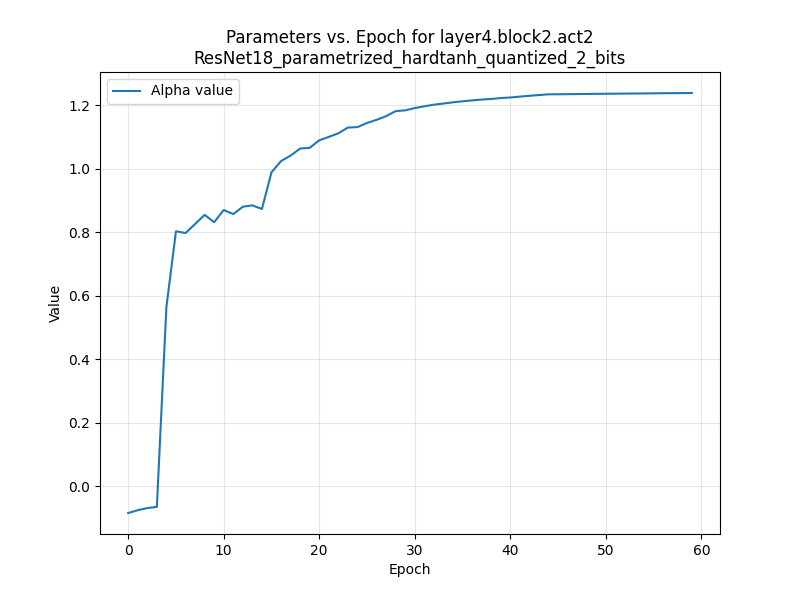 Parameters vs. Epoch for layer4.block2.act2
ResNet18_parametrized_hardtanh_quantized_2_bits
Alpha value
1.2
1.0
0.8
0.6
0.4
0.2
0.0
Value
0 10 20 30 40 50 60
Epoch